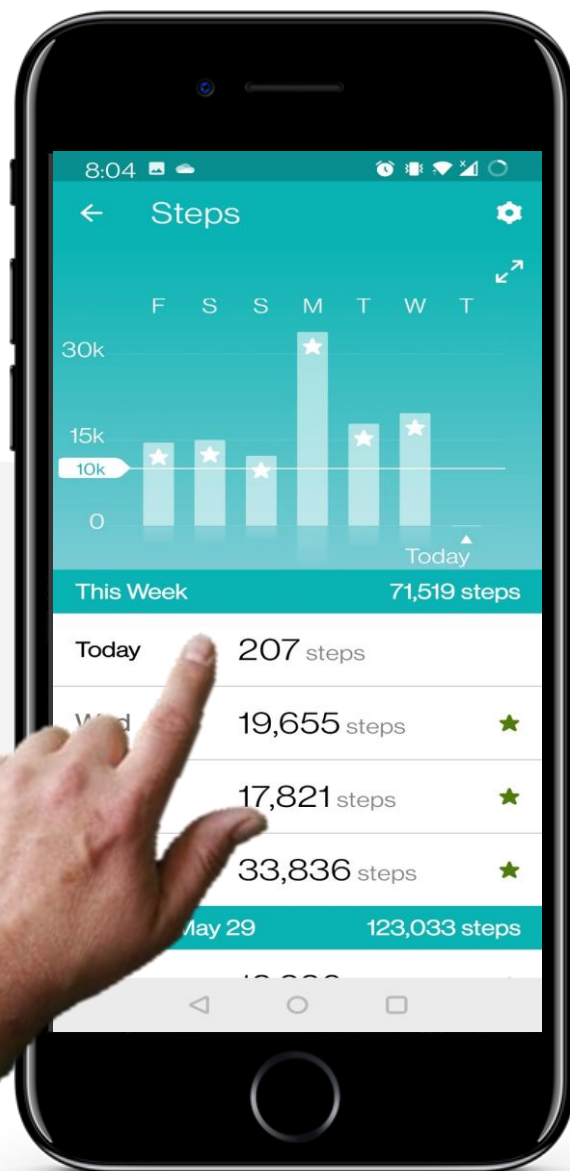 8:04
Steps
F S S M T W T
30k
15k
10k
0
Today
This Week 71,519 steps
Today 207 steps
19,655 steps
17,821 steps
33,836 steps
May 29 123,033 steps